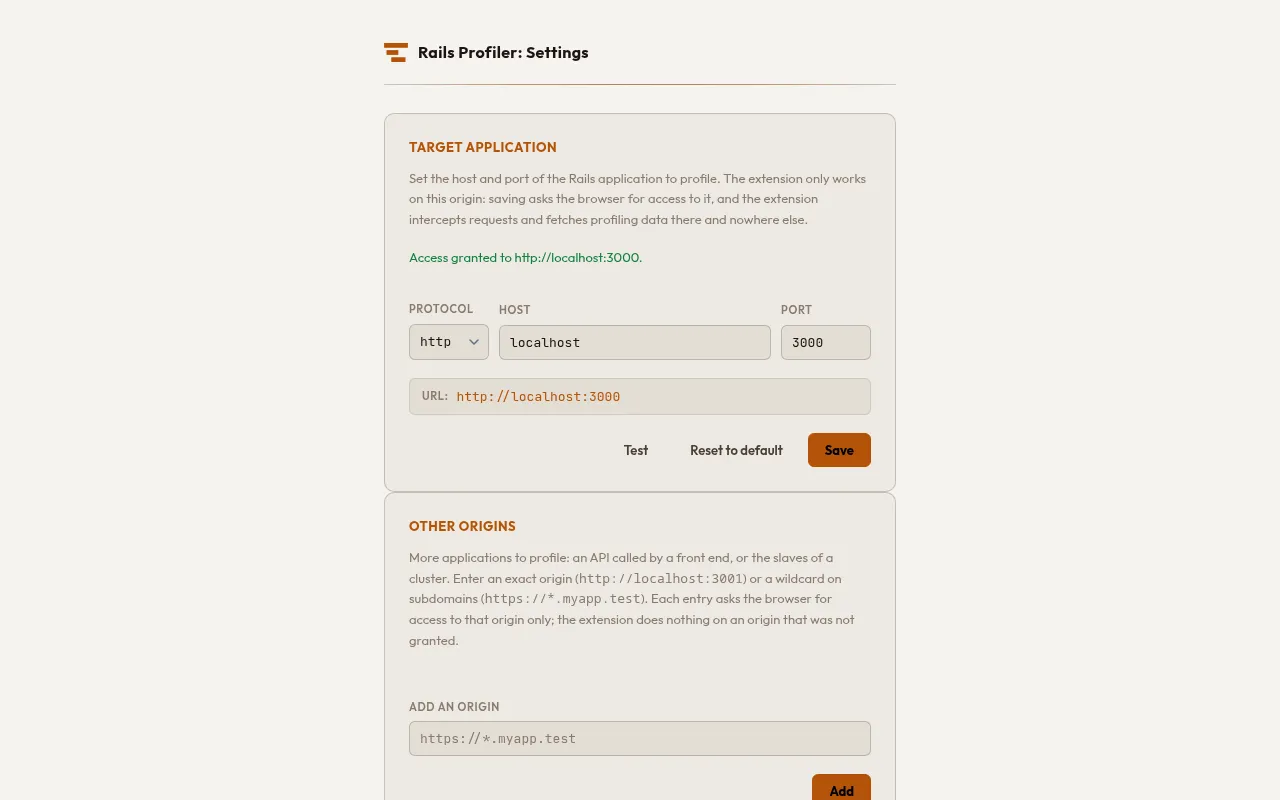 Rails Profiler: Settings
TARGET APPLICATION
Set the host and port of the Rails application to profile. The extension only works
on this origin: saving asks the browser for access to it, and the extension
intercepts requests and fetches profiling data there and nowhere else.
Access granted to http://localhost:3000.
PROTOCOL HOST PORT
http localhost 3000
URL: http://localhost:3000
Test Reset to default Save
OTHER ORIGINS
More applications to profile: an API called by a front end, or the slaves of a
cluster. Enter an exact origin (http://localhost:3001) or a wildcard on
subdomains (https://*.myapp.test). Each entry asks the browser for
access to that origin only; the extension does nothing on an origin that was not
granted.
ADD AN ORIGIN
https://*.myapp.test
Add